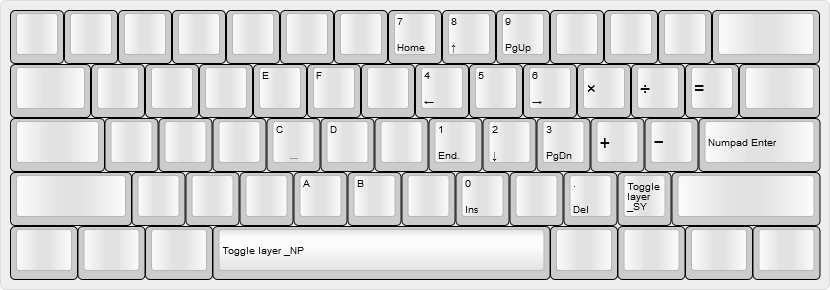 7 8 9
Home ↑ PgUp
E F 4 5 6 × ÷ =
← →
C D 1 2 3 + − Numpad Enter
_ End. ↓ PgDn
A B 0 . Toggle
layer
_SY
Ins Del
Toggle layer _NP